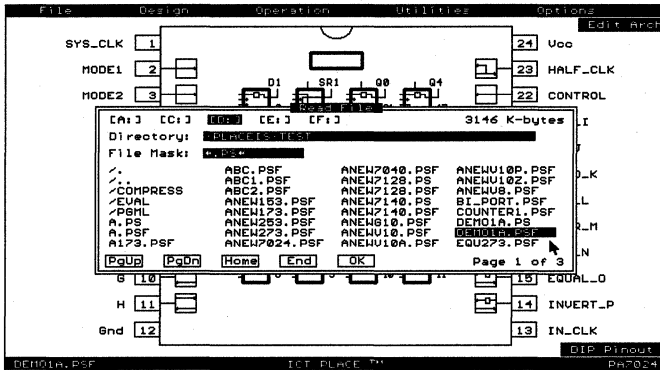 File Design Operation Utilities Options
Edit Arch
SYS_CLK 1 24 Vcc
MODE1 2 23 HALF_CLK
MODE2 3 D1 SR1 Q0 Q4 22 CONTROL
Read File
[A:] [C:] [D:] [E:] [F:] 3146 K-bytes
Directory: \PLACEIS\TEST
File Mask: *.PS*
/. ABC.PSF ANEW7040.PSF ANEWV10P.PSF
/.. ABC1.PSF ANEW7128.PS ANEWV10Z.PSF
/COMPRESS ABC2.PSF ANEW7128.PSF ANEWV8.PSF
/EVAL ANEW153.PSF ANEW7140.PS BI_PORT.PSF
/PGML ANEW173.PSF ANEW7140.PSF COUNTER1.PSF
A.PS ANEW253.PSF ANEWG10.PSF DEMO1A.PS
A.PSF ANEW273.PSF ANEWV10.PSF DEMO1A.PSF
A173.PSF ANEW7024.PSF ANEWV10A.PSF EQU273.PSF
PgUp PgDn Home End OK Page 1 of 3
G 10 15 EQUAL_O
H 11 14 INVERT_P
Gnd 12 13 IN_CLK
DIP Pinout
DEMO1A.PSF ICT PLACE TM PA7024